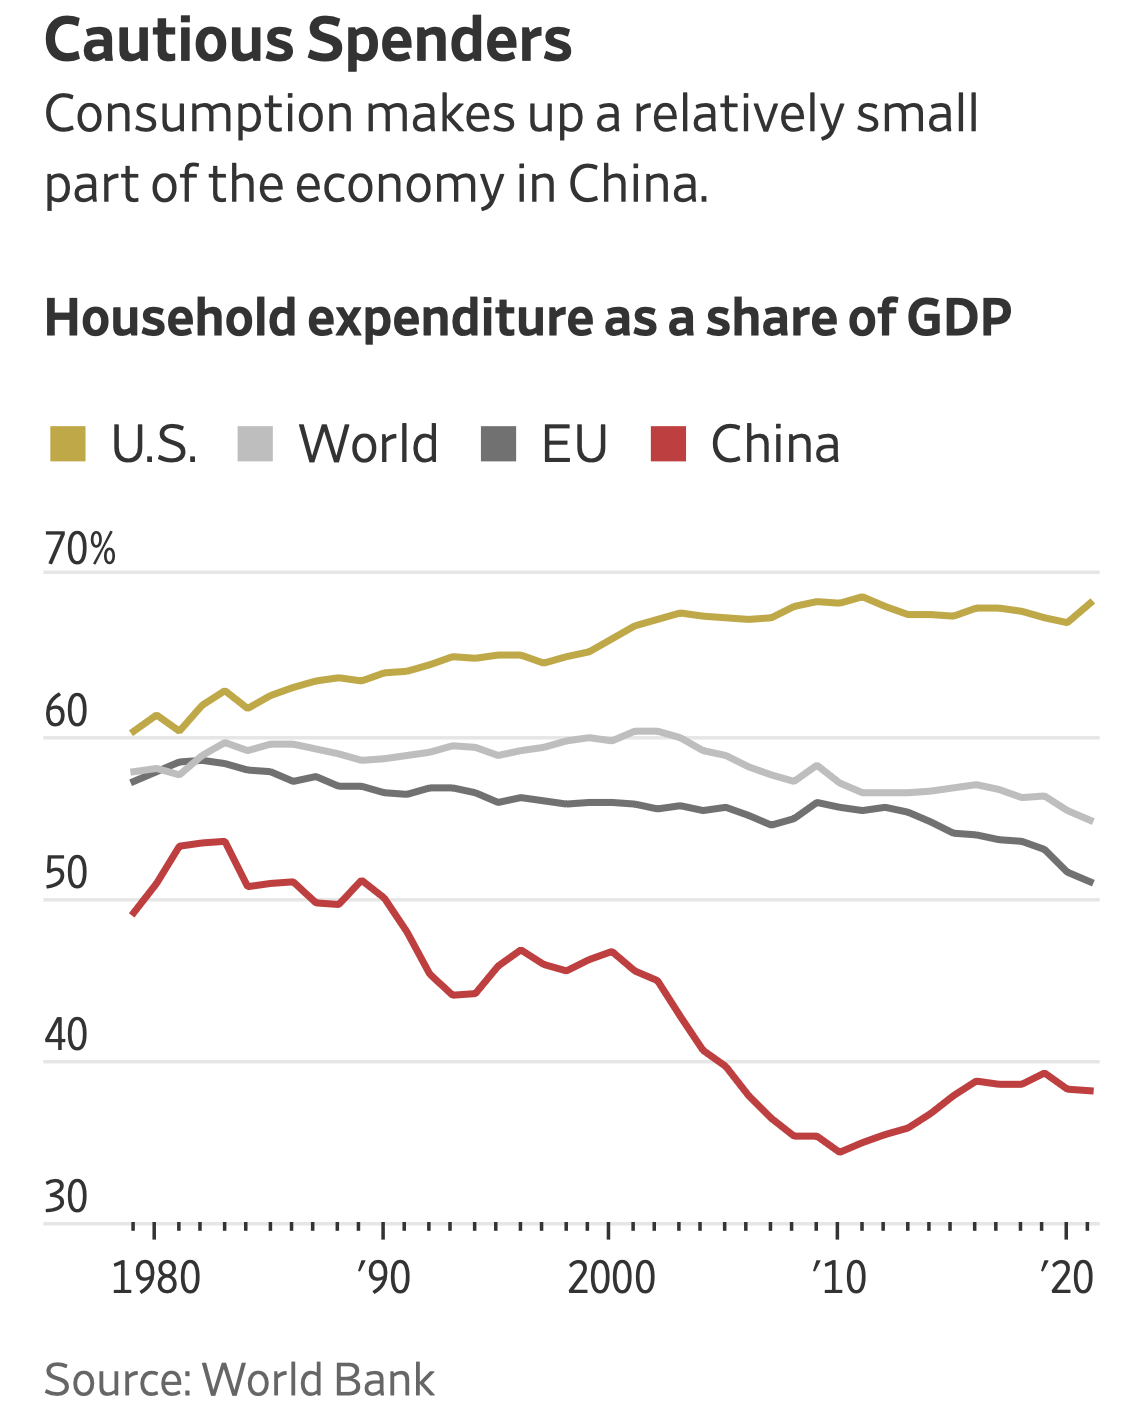 Cautious Spenders
Consumption makes up a relatively small
part of the economy in China.
Household expenditure as a share of GDP
U.S. World EU China
70%
60
50
40
30
1980 ’90 2000 ’10 ’20
Source: World Bank